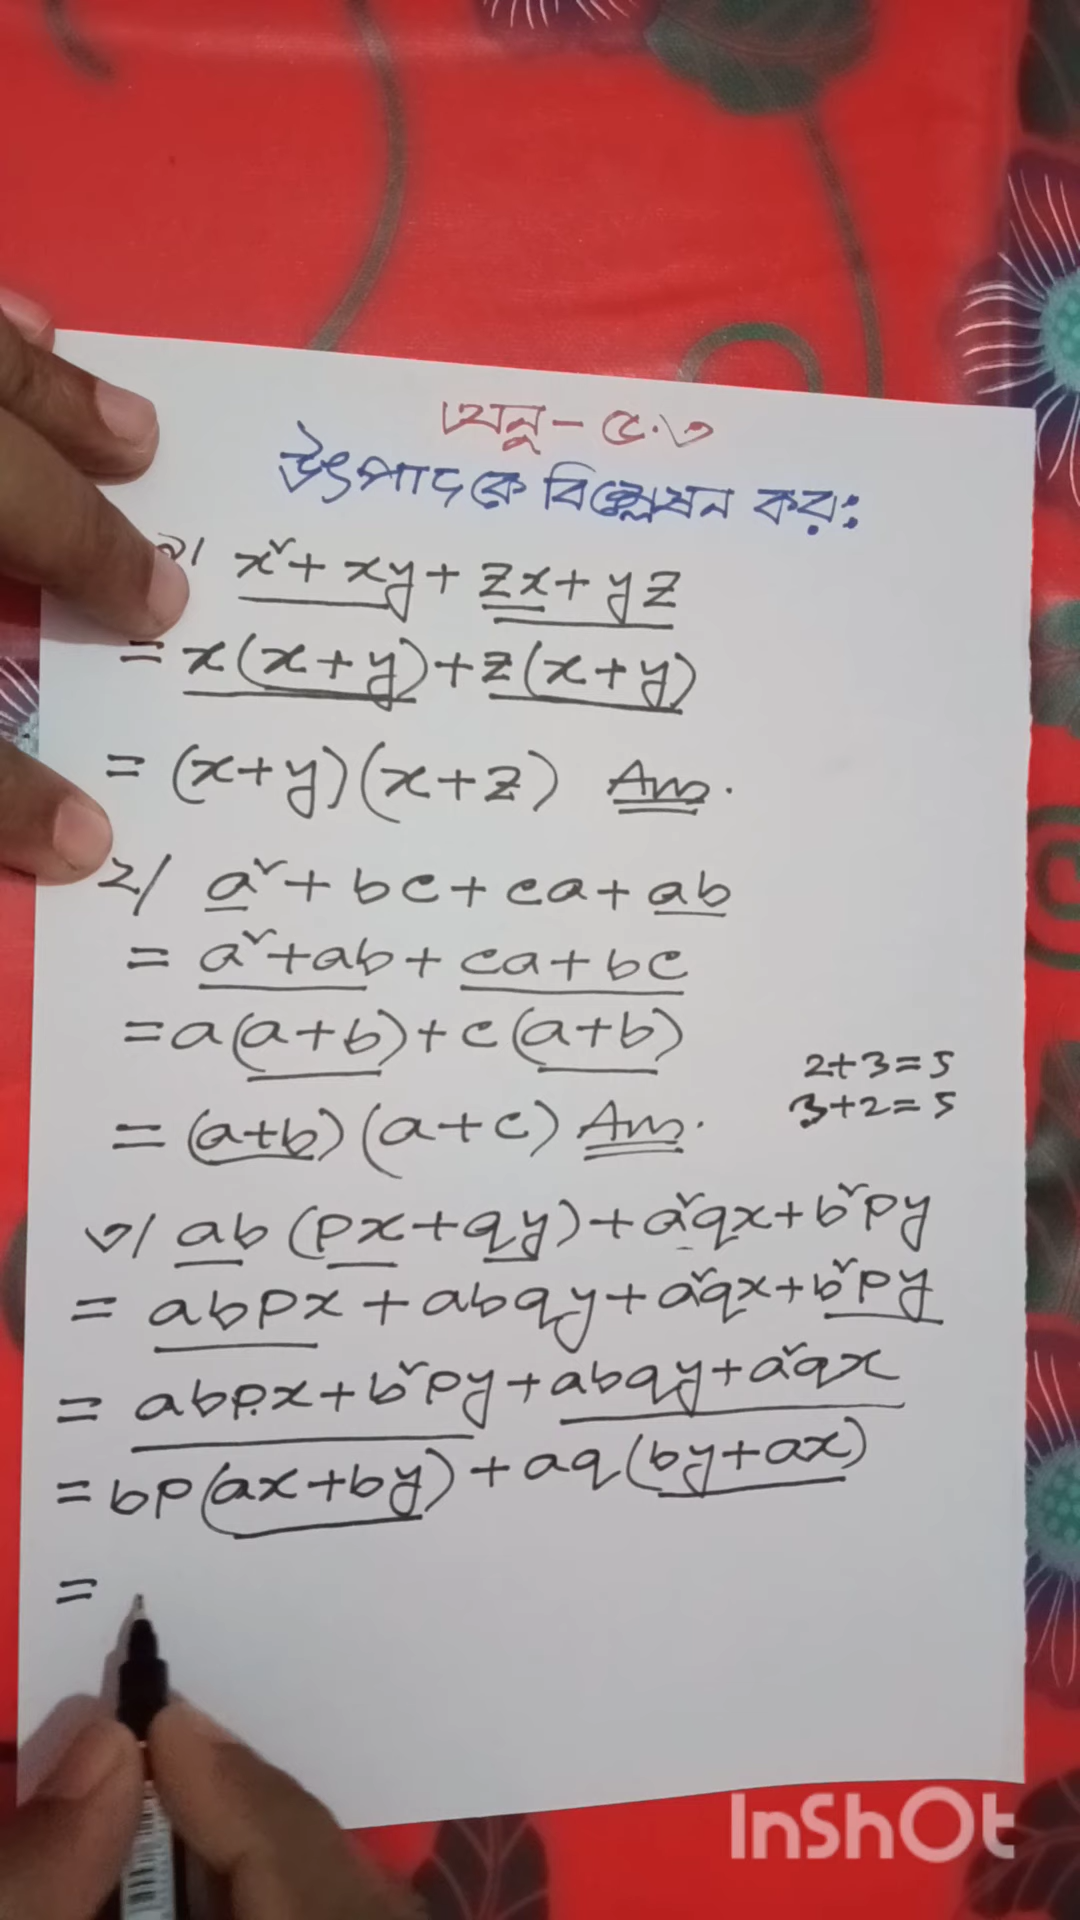 অনু - ৫.৩
উৎপাদকে বিশ্লেষন কর:
১। x²+ xy + zx + yz
= x(x+y)+z(x+y)
= (x+y)(x+z) Ans.
২/ a²+ bc + ca + ab
= a²+ab + ca + bc
= a(a+b)+c(a+b)
= (a+b)(a+c) Ans.
2+3=5
3+2=5
৩/ ab (px+qy)+a²qx+b²py
= abpx + abqy+a²qx+b²py
= abpx+b²py+abqy+a²qx
= bp(ax+by)+aq(by+ax)
=
InShOt